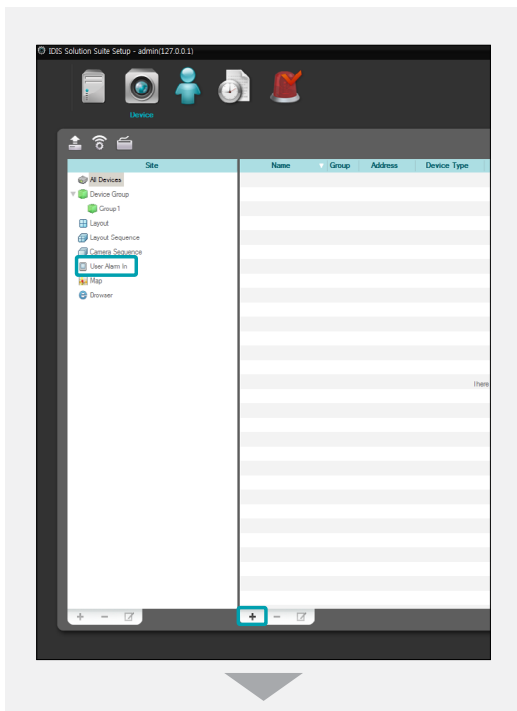 IDIS Solution Suite Setup - admin(127.0.0.1)
Device
Site
Name Group Address Device Type
All Devices
Device Group
Group1
Layout
Layout Sequence
Camera Sequence
User Alarm In
Map
Browser
There